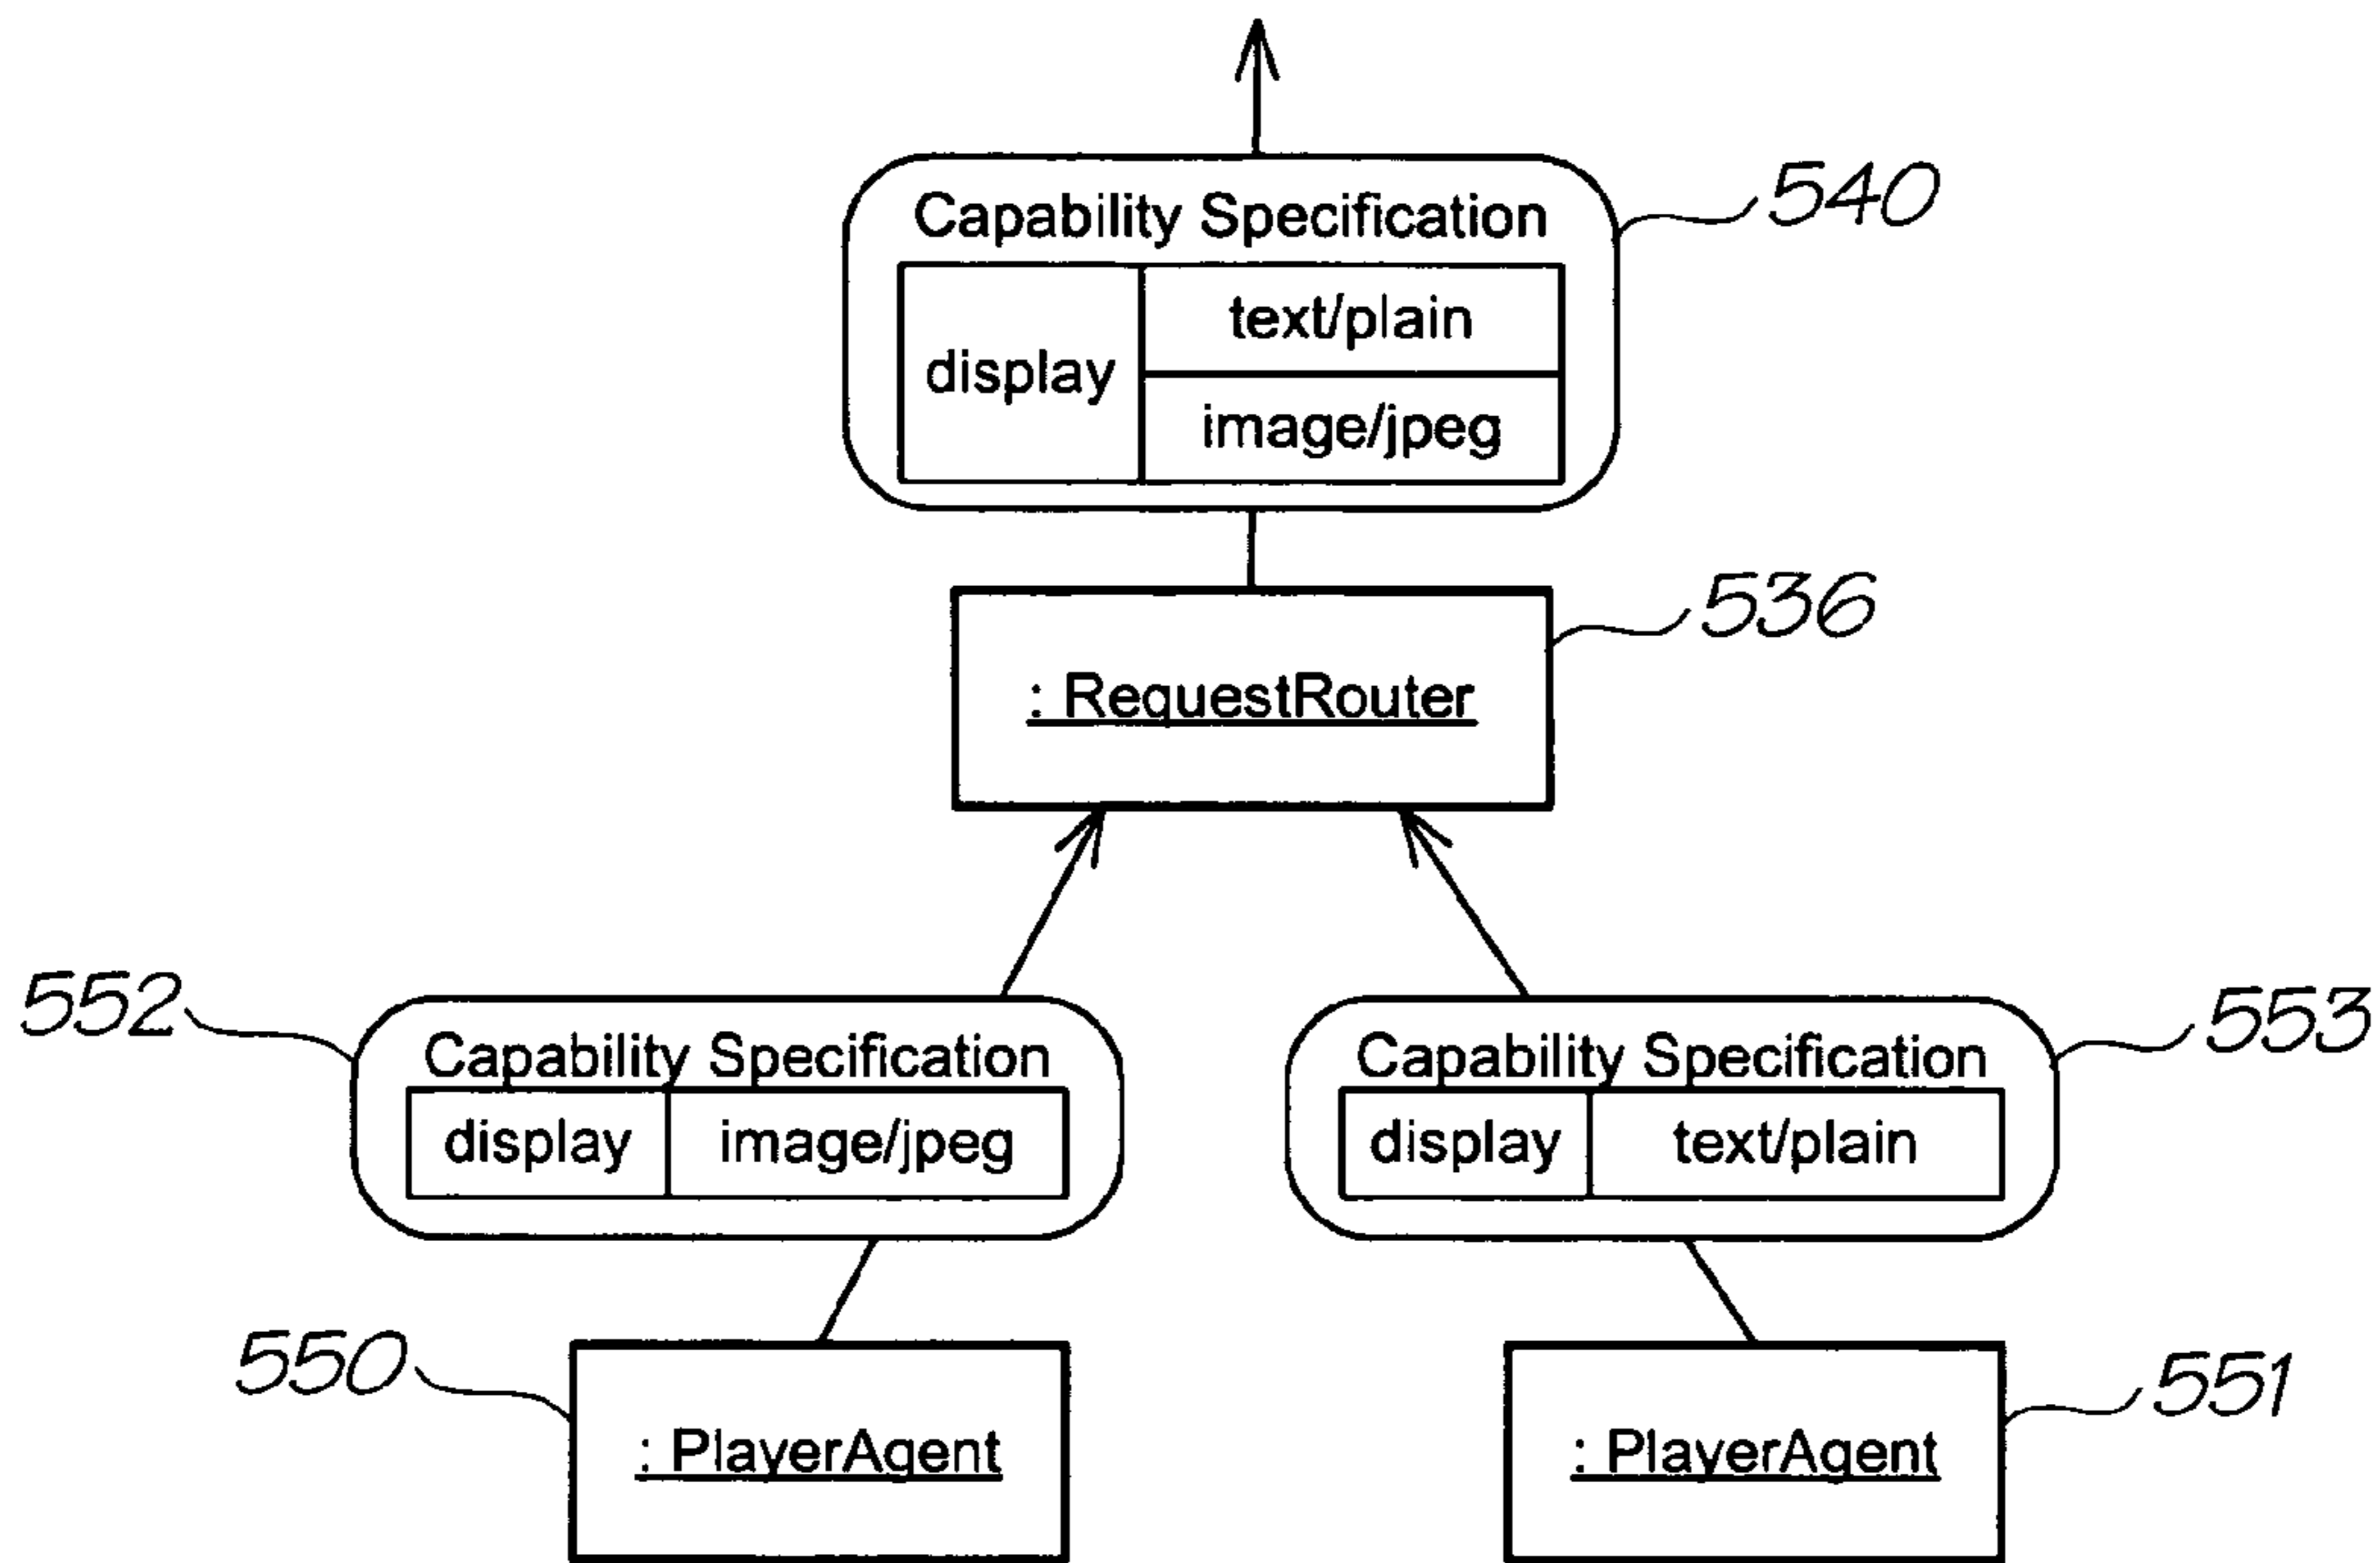 540
Capability Specification
display
text/plain
image/jpeg
536
: RequestRouter
552
Capability Specification
display image/jpeg
553
Capability Specification
display text/plain
550
: PlayerAgent
551
: PlayerAgent